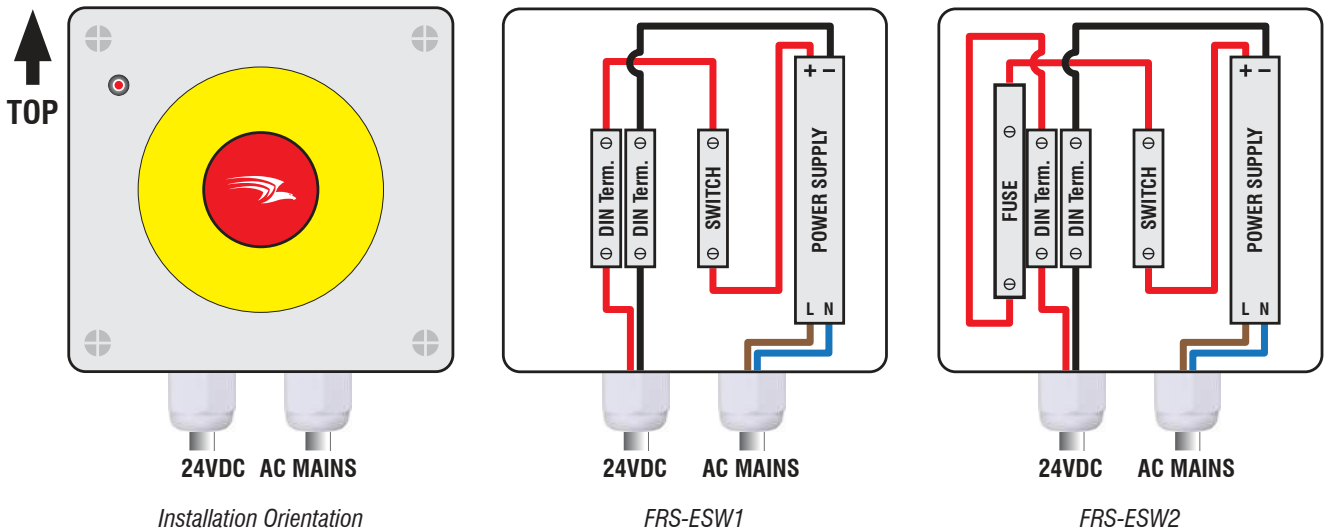 TOP
24VDC AC MAINS
Installation Orientation
+ −
DIN Term.
DIN Term.
SWITCH
POWER SUPPLY
L N
24VDC AC MAINS
FRS-ESW1
+ −
FUSE
DIN Term.
DIN Term.
SWITCH
POWER SUPPLY
L N
24VDC AC MAINS
FRS-ESW2